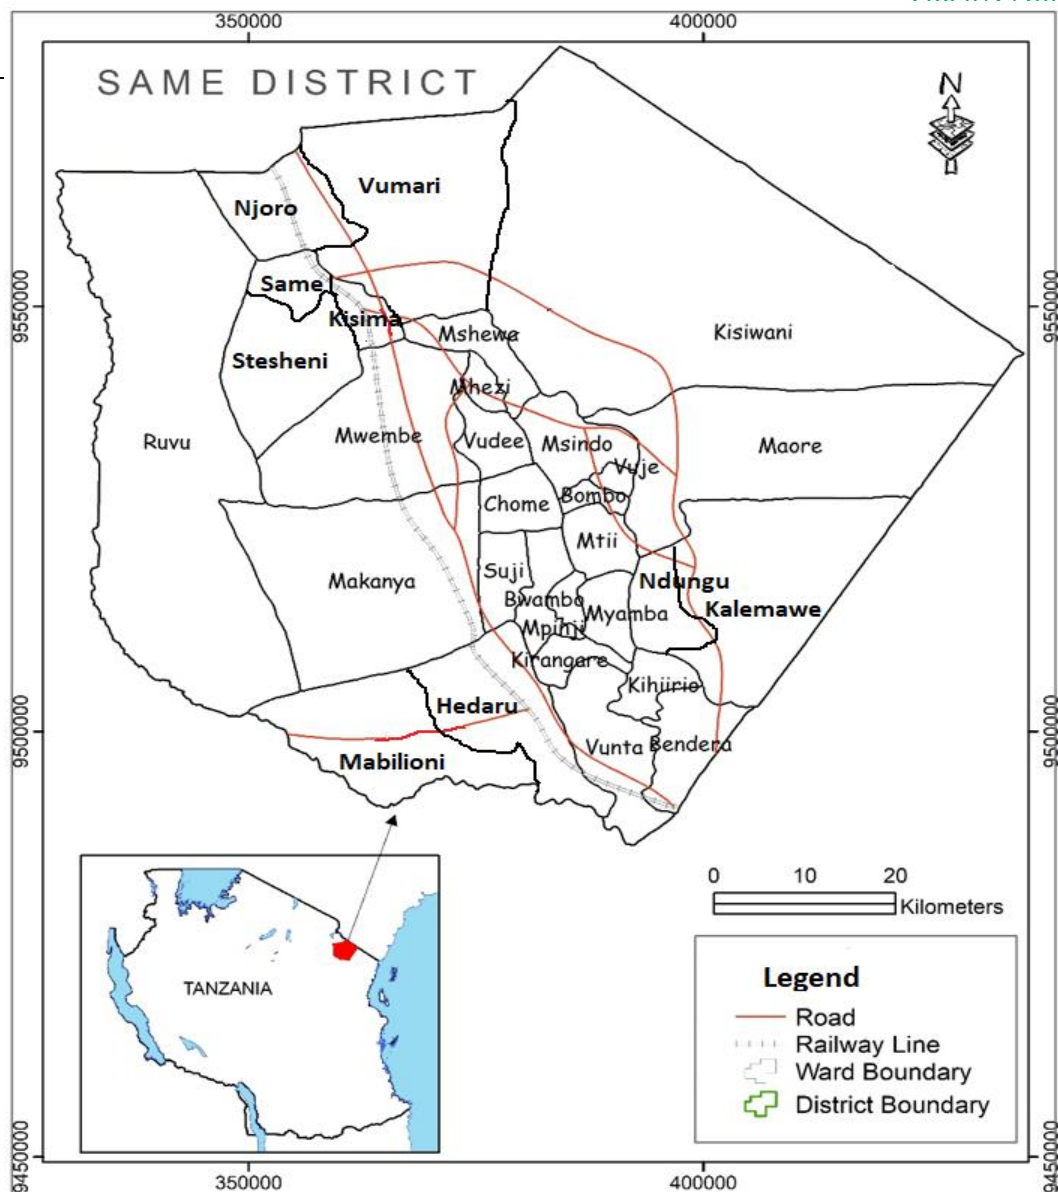 350000
400000
SAME DISTRICT
N
Vumari
Njoro
Same
9550000
9550000
Kisima
Mshewa
Kisiwani
Stesheni
Mhezi
Ruvu
Mwembe
Vudee
Msindo
Maore
Vuje
Bombo
Chome
Mtii
Makanya
Suji
Ndungu
Bwambo
Myamba
Kalemawe
Mpinji
Kirangare
Kihiirio
Hedaru
9500000
9500000
Vunta
Bendera
Mabilioni
0
10
20
Kilometers
TANZANIA
Legend
Road
Railway Line
Ward Boundary
District Boundary
9450000
9450000
350000
400000